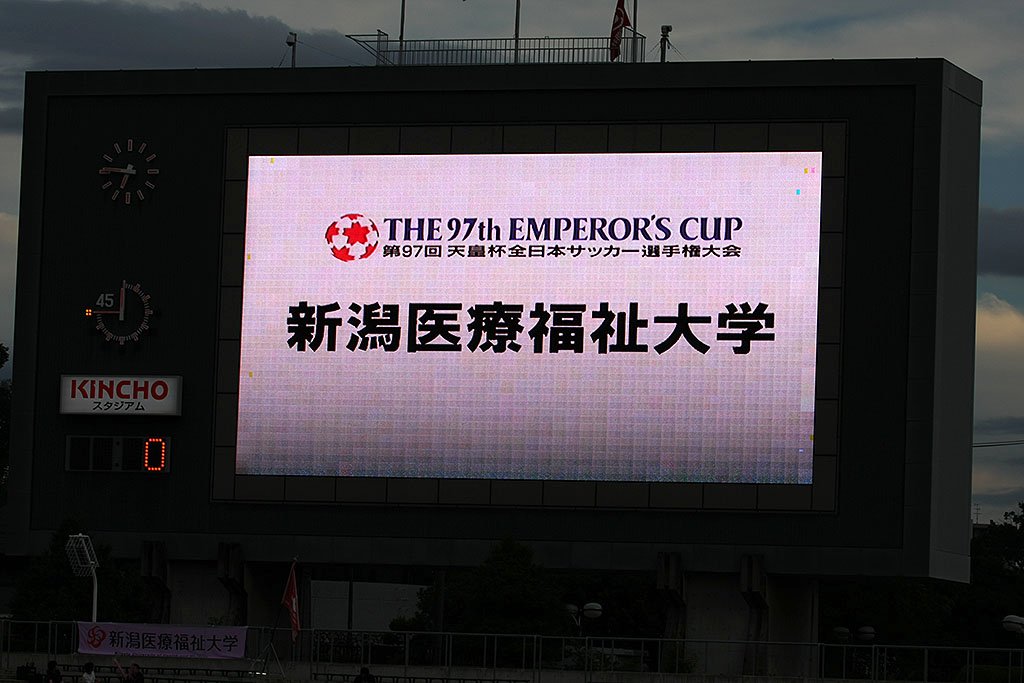 THE 97th EMPEROR'S CUP
第97回 天皇杯全日本サッカー選手権大会
新潟医療福祉大学
45
KINCHO
スタジアム
0
新潟医療福祉大学